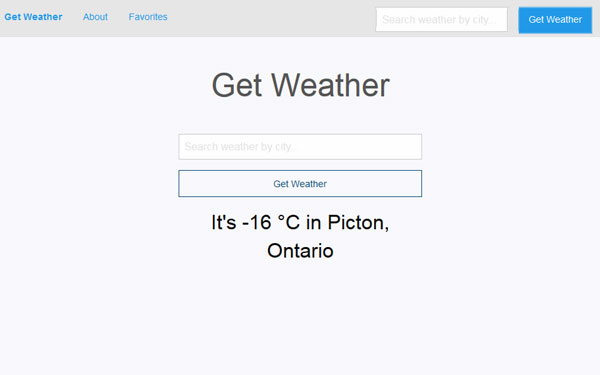 Get Weather About Favorites Search weather by city... Get Weather
Get Weather
Search weather by city...
Get Weather
It's -16 °C in Picton,
Ontario